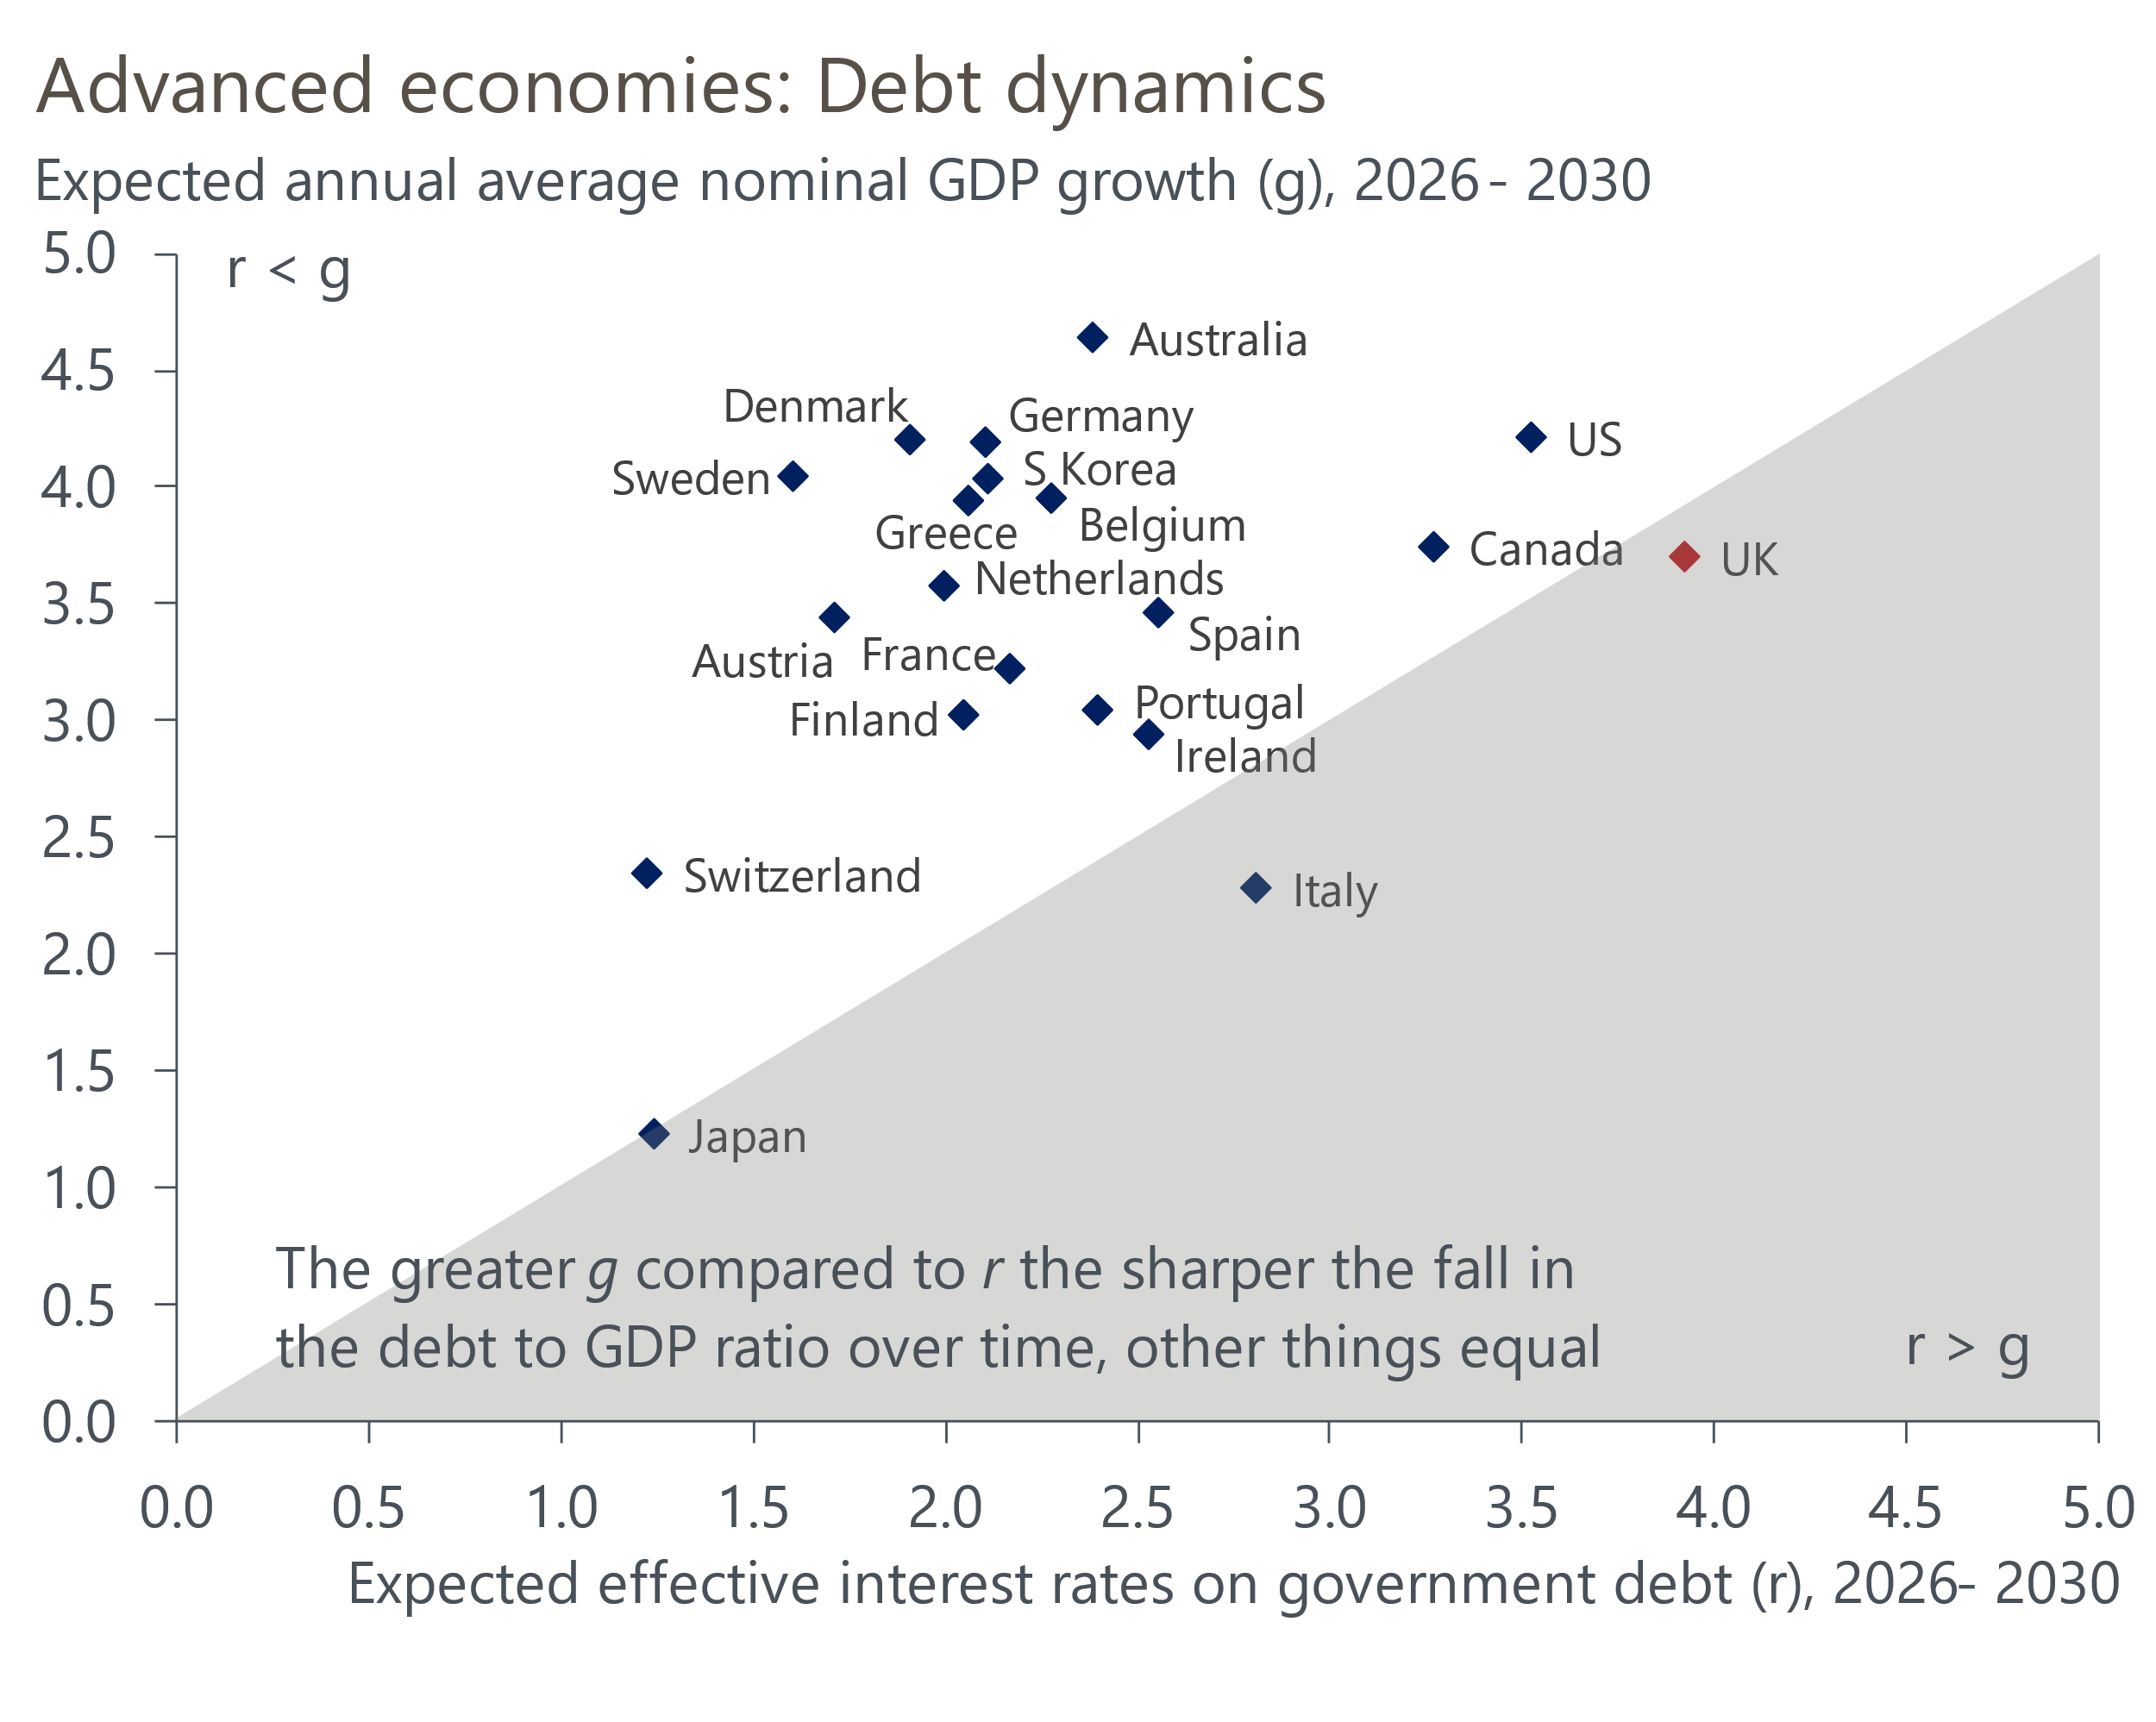 Advanced economies: Debt dynamics
Expected annual average nominal GDP growth (g), 2026 - 2030
5.0
r < g
Australia
4.5
Denmark
Germany
US
S Korea
Sweden
4.0
Belgium
Greece
Canada
UK
Netherlands
3.5
Spain
France
Austria
Portugal
3.0
Finland
Ireland
2.5
Switzerland
Italy
2.0
1.5
Japan
1.0
The greater g compared to r the sharper the fall in
0.5
the debt to GDP ratio over time, other things equal
r > g
0.0
0.0 0.5 1.0 1.5 2.0 2.5 3.0 3.5 4.0 4.5 5.0
Expected effective interest rates on government debt (r), 2026- 2030